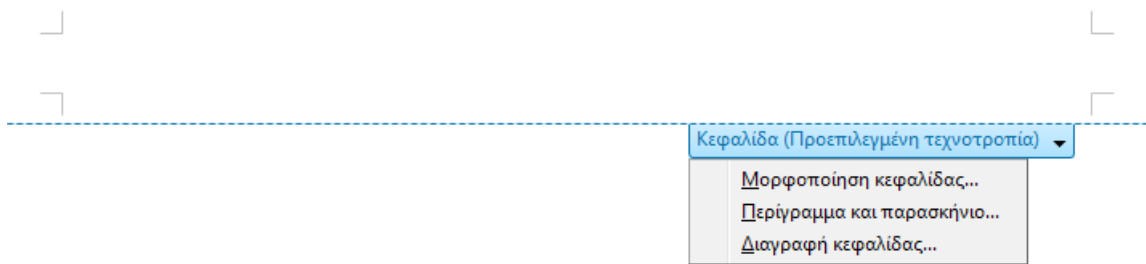 Κεφαλίδα (Προεπιλεγμένη τεχνοτροπία)
Μορφοποίηση κεφαλίδας...
Περίγραμμα και παρασκήνιο...
Διαγραφή κεφαλίδας...